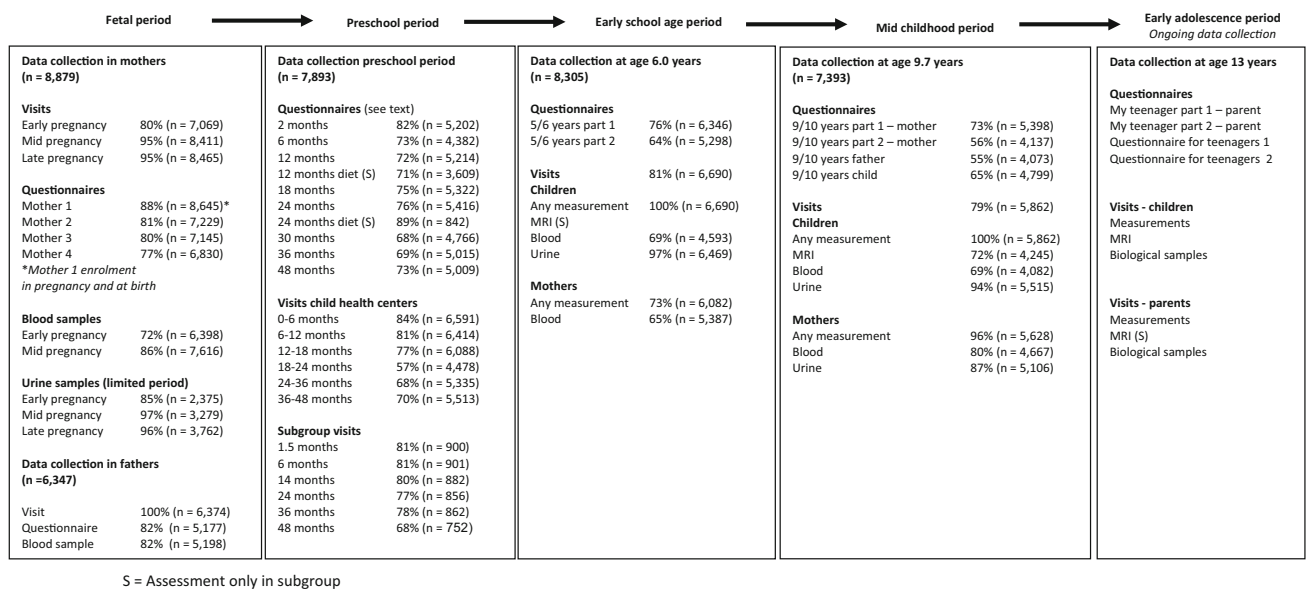 Fetal period
Preschool period
Early school age period
Mid childhood period
Early adolescence period
Ongoing data collection
Data collection in mothers
(n = 8,879)
Visits
Early pregnancy 80% (n = 7,069)
Mid pregnancy 95% (n = 8,411)
Late pregnancy 95% (n = 8,465)
Questionnaires
Mother 1 88% (n = 8,645)*
Mother 2 81% (n = 7,229)
Mother 3 80% (n = 7,145)
Mother 4 77% (n = 6,830)
*Mother 1 enrolment
in pregnancy and at birth
Blood samples
Early pregnancy 72% (n = 6,398)
Mid pregnancy 86% (n = 7,616)
Urine samples (limited period)
Early pregnancy 85% (n = 2,375)
Mid pregnancy 97% (n = 3,279)
Late pregnancy 96% (n = 3,762)
Data collection in fathers
(n =6,347)
Visit 100% (n = 6,374)
Questionnaire 82% (n = 5,177)
Blood sample 82% (n = 5,198)
Data collection preschool period
(n = 7,893)
Questionnaires (see text)
2 months 82% (n = 5,202)
6 months 73% (n = 4,382)
12 months 72% (n = 5,214)
12 months diet (S) 71% (n = 3,609)
18 months 75% (n = 5,322)
24 months 76% (n = 5,416)
24 months diet (S) 89% (n = 842)
30 months 68% (n = 4,766)
36 months 69% (n = 5,015)
48 months 73% (n = 5,009)
Visits child health centers
0-6 months 84% (n = 6,591)
6-12 months 81% (n = 6,414)
12-18 months 77% (n = 6,088)
18-24 months 57% (n = 4,478)
24-36 months 68% (n = 5,335)
36-48 months 70% (n = 5,513)
Subgroup visits
1.5 months 81% (n = 900)
6 months 81% (n = 901)
14 months 80% (n = 882)
24 months 77% (n = 856)
36 months 78% (n = 862)
48 months 68% (n = 752)
Data collection at age 6.0 years
(n = 8,305)
Questionnaires
5/6 years part 1 76% (n = 6,346)
5/6 years part 2 64% (n = 5,298)
Visits 81% (n = 6,690)
Children
Any measurement 100% (n = 6,690)
MRI (S)
Blood 69% (n = 4,593)
Urine 97% (n = 6,469)
Mothers
Any measurement 73% (n = 6,082)
Blood 65% (n = 5,387)
Data collection at age 9.7 years
(n = 7,393)
Questionnaires
9/10 years part 1 – mother 73% (n = 5,398)
9/10 years part 2 – mother 56% (n = 4,137)
9/10 years father 55% (n = 4,073)
9/10 years child 65% (n = 4,799)
Visits 79% (n = 5,862)
Children
Any measurement 100% (n = 5,862)
MRI 72% (n = 4,245)
Blood 69% (n = 4,082)
Urine 94% (n = 5,515)
Mothers
Any measurement 96% (n = 5,628)
Blood 80% (n = 4,667)
Urine 87% (n = 5,106)
Data collection at age 13 years
Questionnaires
My teenager part 1 – parent
My teenager part 2 – parent
Questionnaire for teenagers 1
Questionnaire for teenagers 2
Visits - children
Measurements
MRI
Biological samples
Visits - parents
Measurements
MRI (S)
Biological samples
S = Assessment only in subgroup